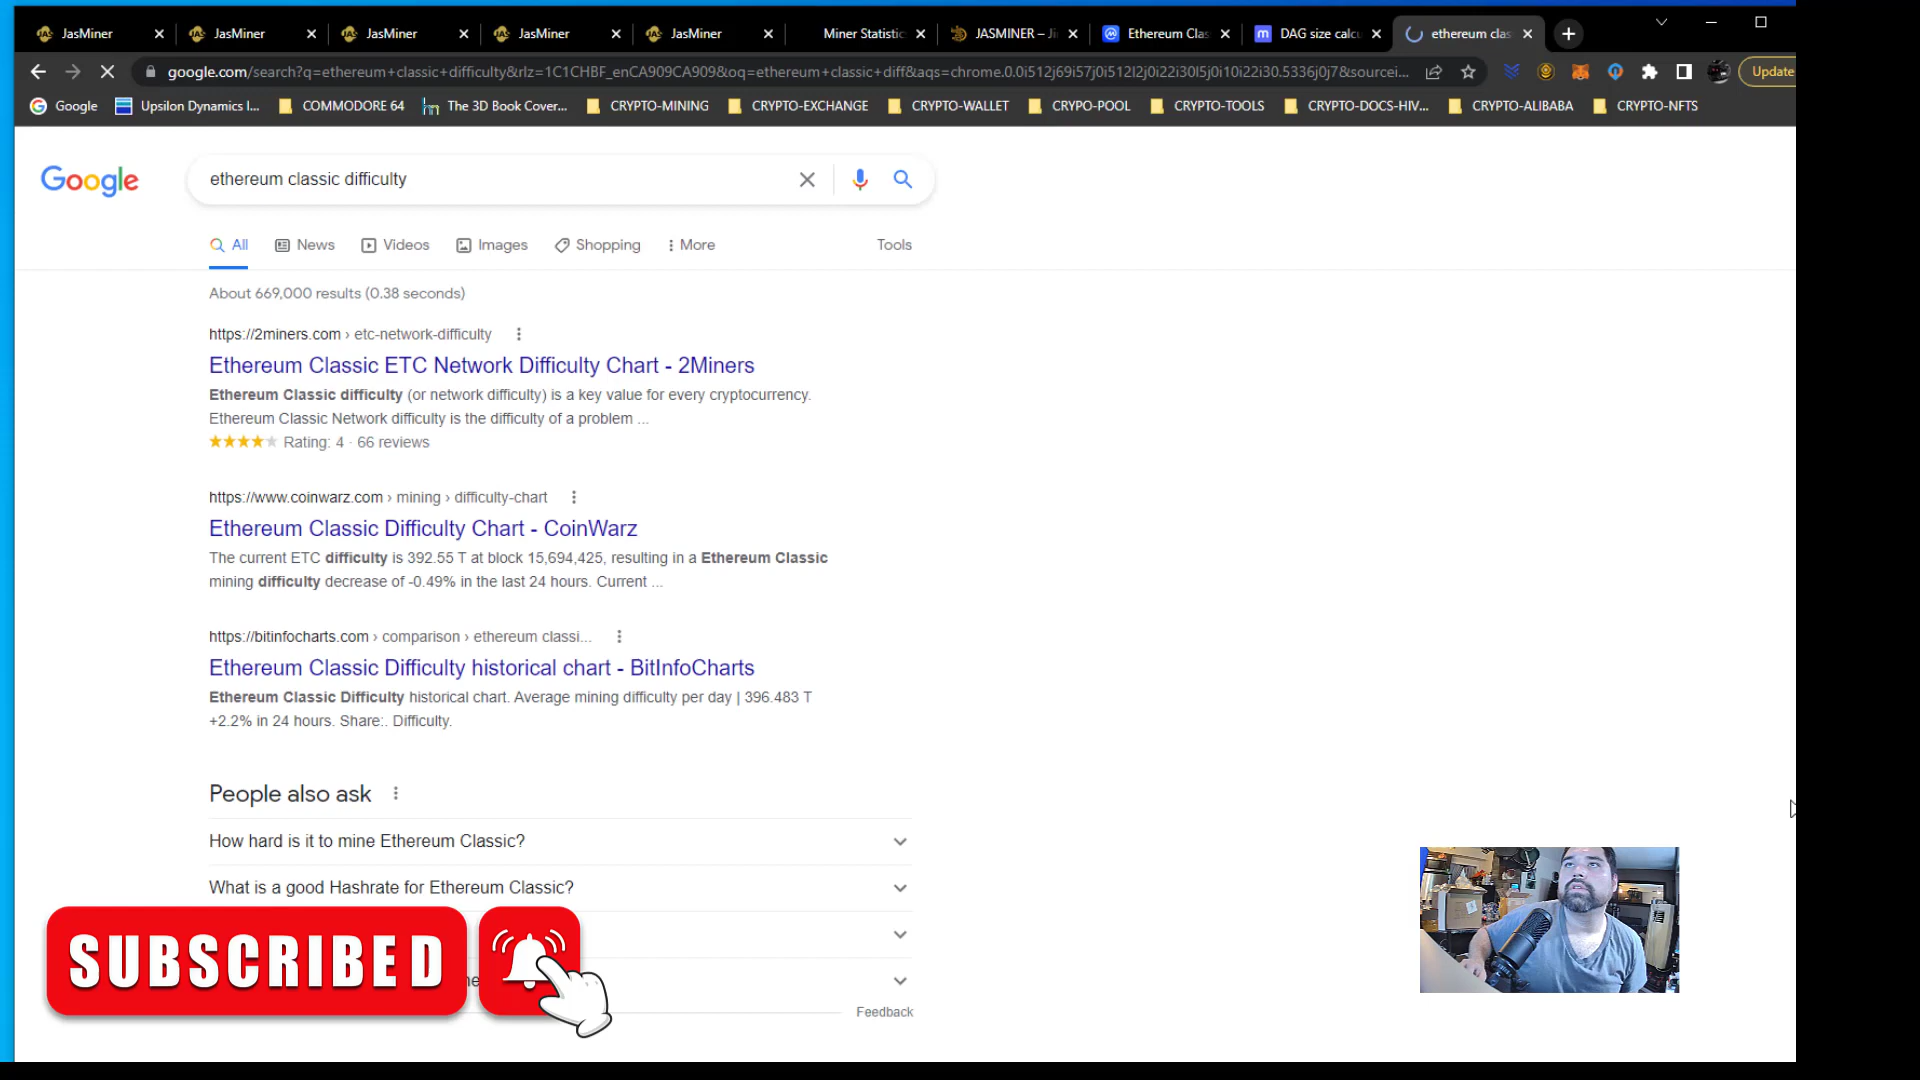 JasMiner
JasMiner
JasMiner
JasMiner
JasMiner
Miner Statistic
JASMINER – Ji
Ethereum Clas
DAG size calcu
ethereum clas
google.com/search?q=ethereum+classic+difficulty&rlz=1C1CHBF_enCA909CA909&oq=ethereum+classic+diff&aqs=chrome.0.0i512j69i57j0i512l2j0i22i30l5j0i10i22i30.5336j0j7&sourcei...
Update
Google
Upsilon Dynamics I...
COMMODORE 64
The 3D Book Cover...
CRYPTO-MINING
CRYPTO-EXCHANGE
CRYPTO-WALLET
CRYPO-POOL
CRYPTO-TOOLS
CRYPTO-DOCS-HIV...
CRYPTO-ALIBABA
CRYPTO-NFTS
Google
ethereum classic difficulty
All
News
Videos
Images
Shopping
More
Tools
About 669,000 results (0.38 seconds)
https://2miners.com › etc-network-difficulty
Ethereum Classic ETC Network Difficulty Chart - 2Miners
Ethereum Classic difficulty (or network difficulty) is a key value for every cryptocurrency.
Ethereum Classic Network difficulty is the difficulty of a problem ...
Rating: 4 · 66 reviews
https://www.coinwarz.com › mining › difficulty-chart
Ethereum Classic Difficulty Chart - CoinWarz
The current ETC difficulty is 392.55 T at block 15,694,425, resulting in a Ethereum Classic
mining difficulty decrease of -0.49% in the last 24 hours. Current ...
https://bitinfocharts.com › comparison › ethereum classi...
Ethereum Classic Difficulty historical chart - BitInfoCharts
Ethereum Classic Difficulty historical chart. Average mining difficulty per day | 396.483 T
+2.2% in 24 hours. Share:. Difficulty.
People also ask
How hard is it to mine Ethereum Classic?
What is a good Hashrate for Ethereum Classic?
SUBSCRIBED
Feedback